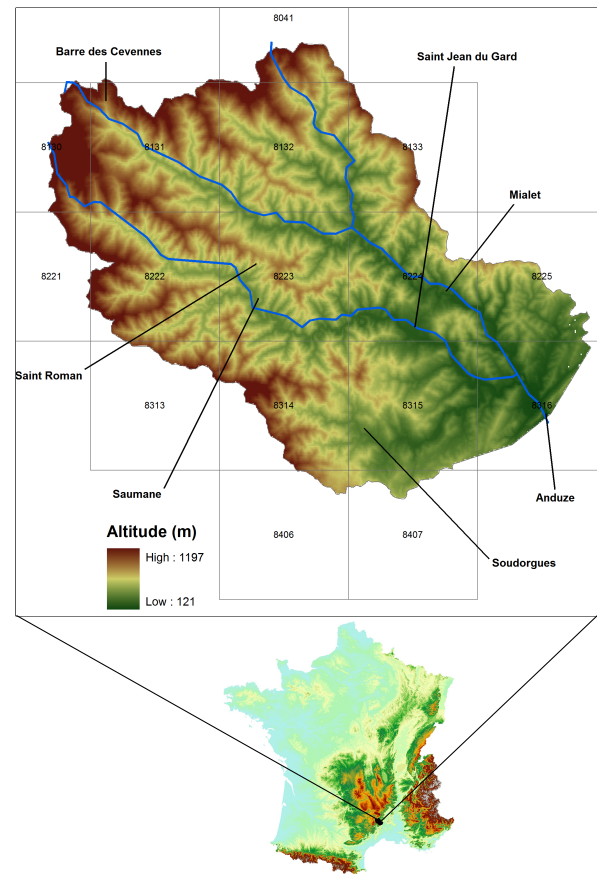 8041
Barre des Cevennes
Saint Jean du Gard
8130
8131
8132
8133
Mialet
8221
8222
8223
8224
8225
Saint Roman
8313
8314
8315
8316
Saumane
Anduze
Altitude (m)
8406
8407
High : 1197
Soudorgues
Low : 121